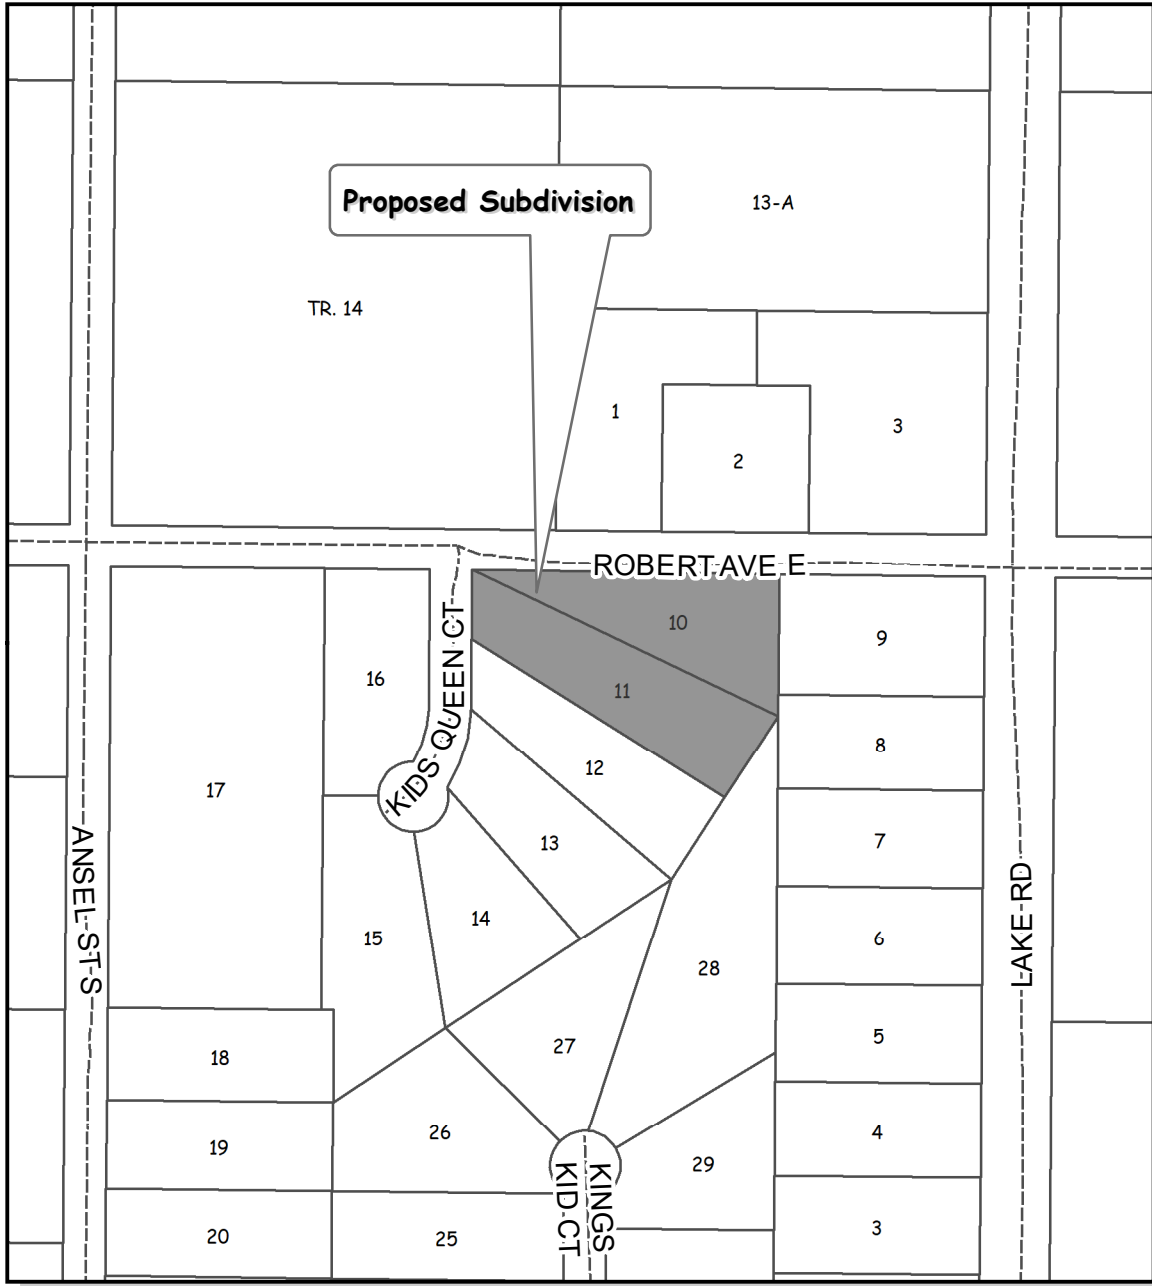 Proposed Subdivision
13-A
TR. 14
1
2
3
ROBERT AVE E
10
9
16
KIDS QUEEN CT
11
8
12
17
7
13
ANSEL ST S
14
15
6
LAKE RD
28
5
27
18
26
4
19
29
KID CT
KINGS
3
20
25